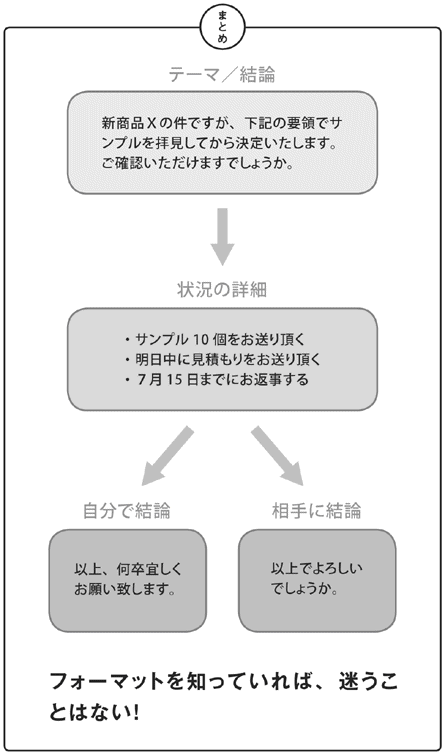 まとめ
テーマ／結論
新商品Ｘの件ですが、下記の要領でサ
ンプルを拝見してから決定いたします。
ご確認いただけますでしょうか。
状況の詳細
・サンプル10個をお送り頂く
・明日中に見積もりをお送り頂く
・７月15日までにお返事する
自分で結論
相手に結論
以上、何卒宜しく
お願い致します。
以上でよろしい
でしょうか。
フォーマットを知っていれば、迷うこ
とはない！